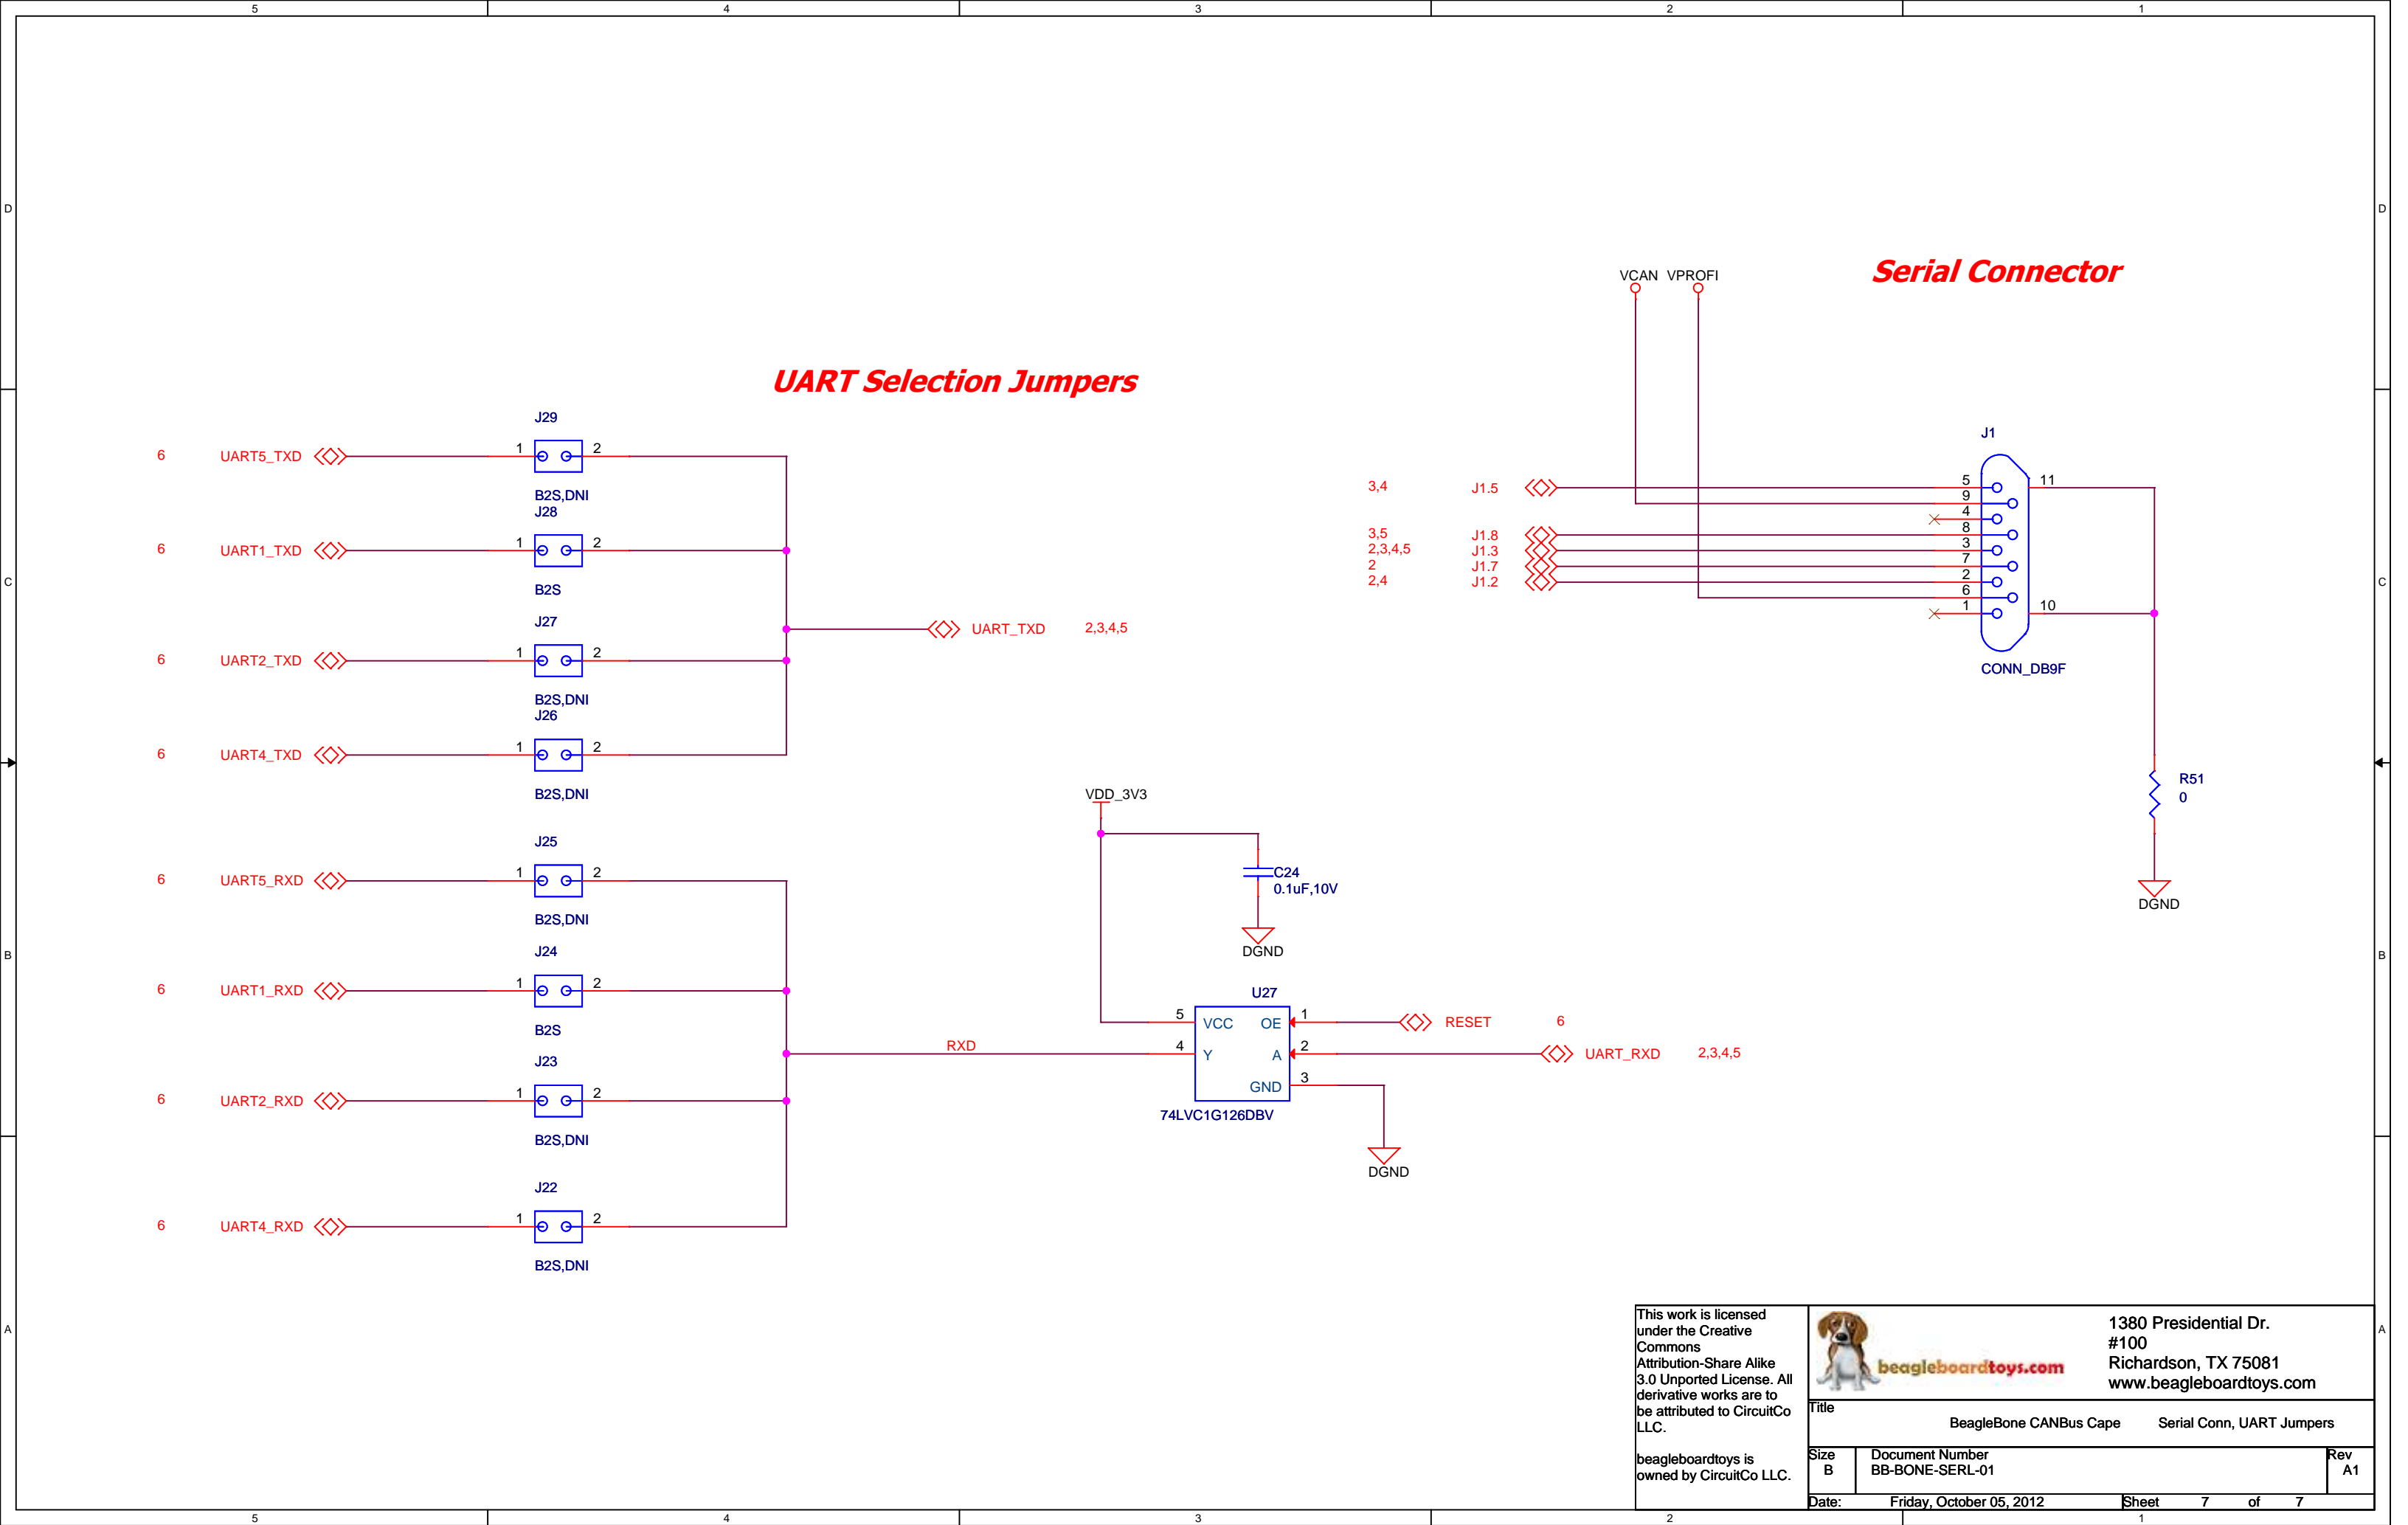 5 4 3 2 1
D D
C C
B B
A A
UART Selection Jumpers
J29
6 UART5_TXD 1 2
B2S,DNI
J28
6 UART1_TXD 1 2
B2S
J27
UART_TXD 2,3,4,5
6 UART2_TXD 1 2
B2S,DNI
J26
6 UART4_TXD 1 2
B2S,DNI
J25
6 UART5_RXD 1 2
B2S,DNI
J24
6 UART1_RXD 1 2
B2S
J23
6 UART2_RXD 1 2
B2S,DNI
J22
6 UART4_RXD 1 2
B2S,DNI
RXD
VDD_3V3
C24
0.1uF,10V
DGND
U27
5 VCC OE 1 RESET 6
4 Y A 2 UART_RXD 2,3,4,5
GND 3
74LVC1G126DBV
DGND
Serial Connector
VCAN VPROFI
J1
3,4 J1.5 5 11
9
4
3,5 J1.8 8
2,3,4,5 J1.3 3
2 J1.7 7
2,4 J1.2 2
6
1 10
CONN_DB9F
R51
0
DGND
This work is licensed
under the Creative
Commons
Attribution-Share Alike
3.0 Unported License. All
derivative works are to
be attributed to CircuitCo
LLC.
beagleboardtoys is
owned by CircuitCo LLC.
beagleboardtoys.com
1380 Presidential Dr.
#100
Richardson, TX 75081
www.beagleboardtoys.com
Title
BeagleBone CANBus Cape Serial Conn, UART Jumpers
Size Document Number Rev
B BB-BONE-SERL-01 A1
Date: Friday, October 05, 2012 Sheet 7 of 7
5 4 3 2 1